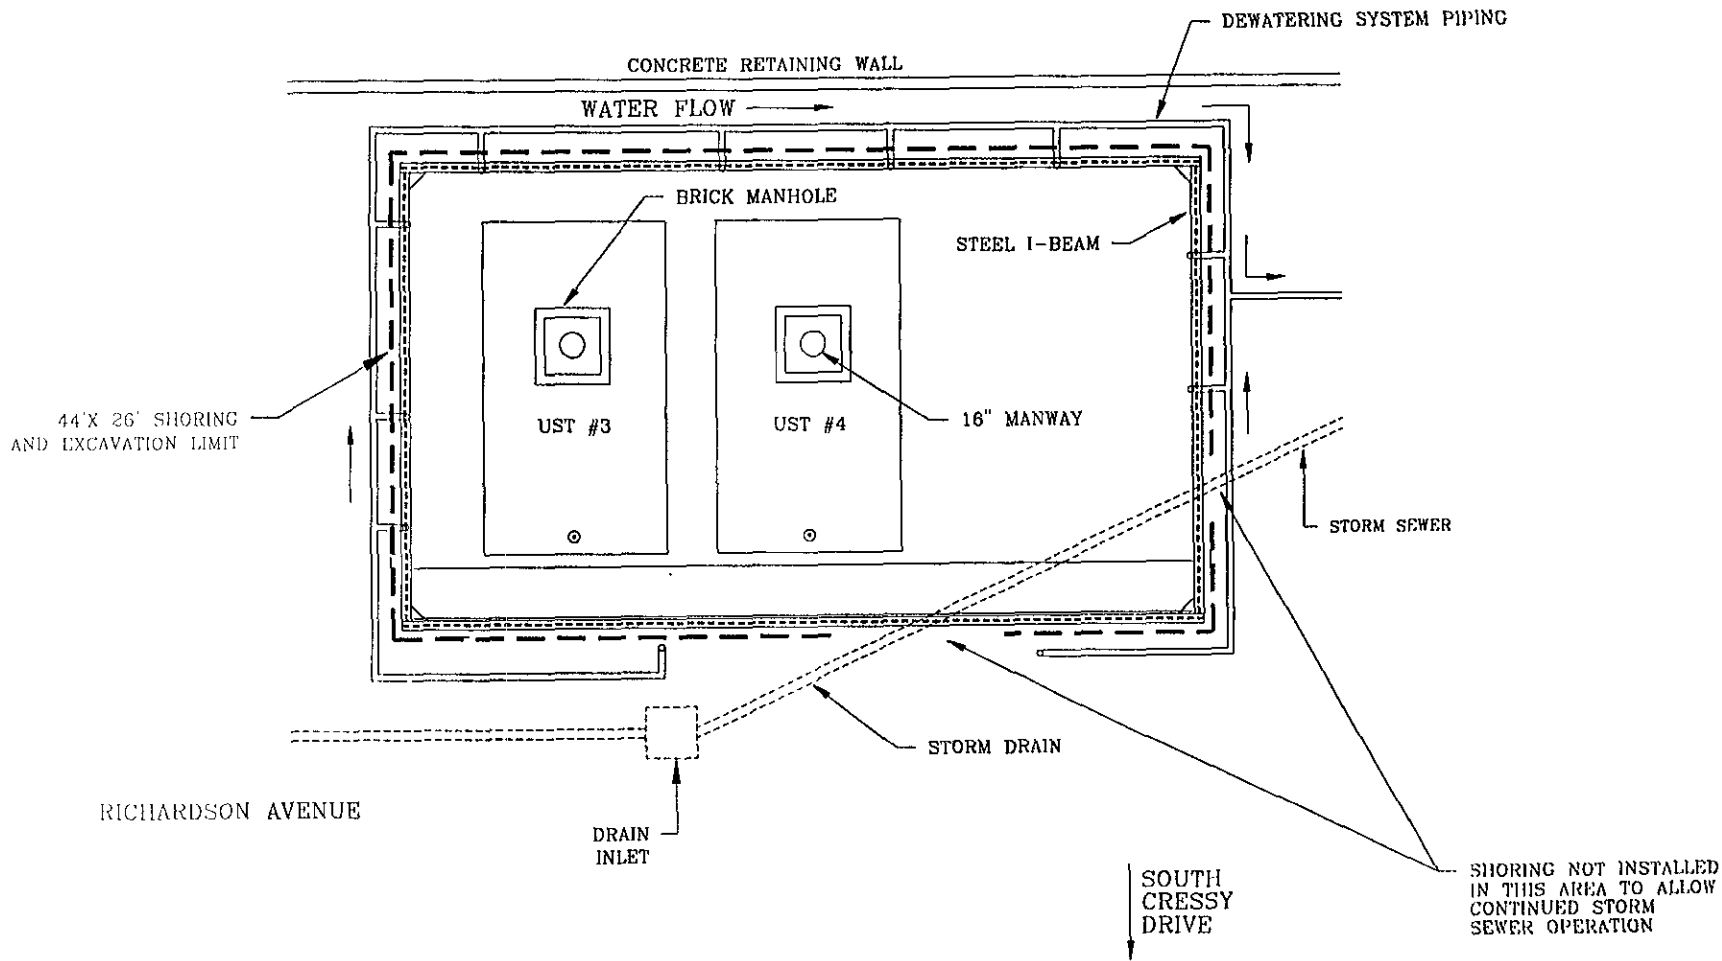 DEWATERING SYSTEM PIPING
CONCRETE RETAINING WALL
WATER FLOW
BRICK MANHOLE
STEEL I-BEAM
44'X 26' SHORING
AND EXCAVATION LIMIT
UST #3
UST #4
16" MANWAY
STORM SEWER
STORM DRAIN
RICHARDSON AVENUE
DRAIN
INLET
SOUTH
CRESSY
DRIVE
SHORING NOT INSTALLED
IN THIS AREA TO ALLOW
CONTINUED STORM
SEWER OPERATION